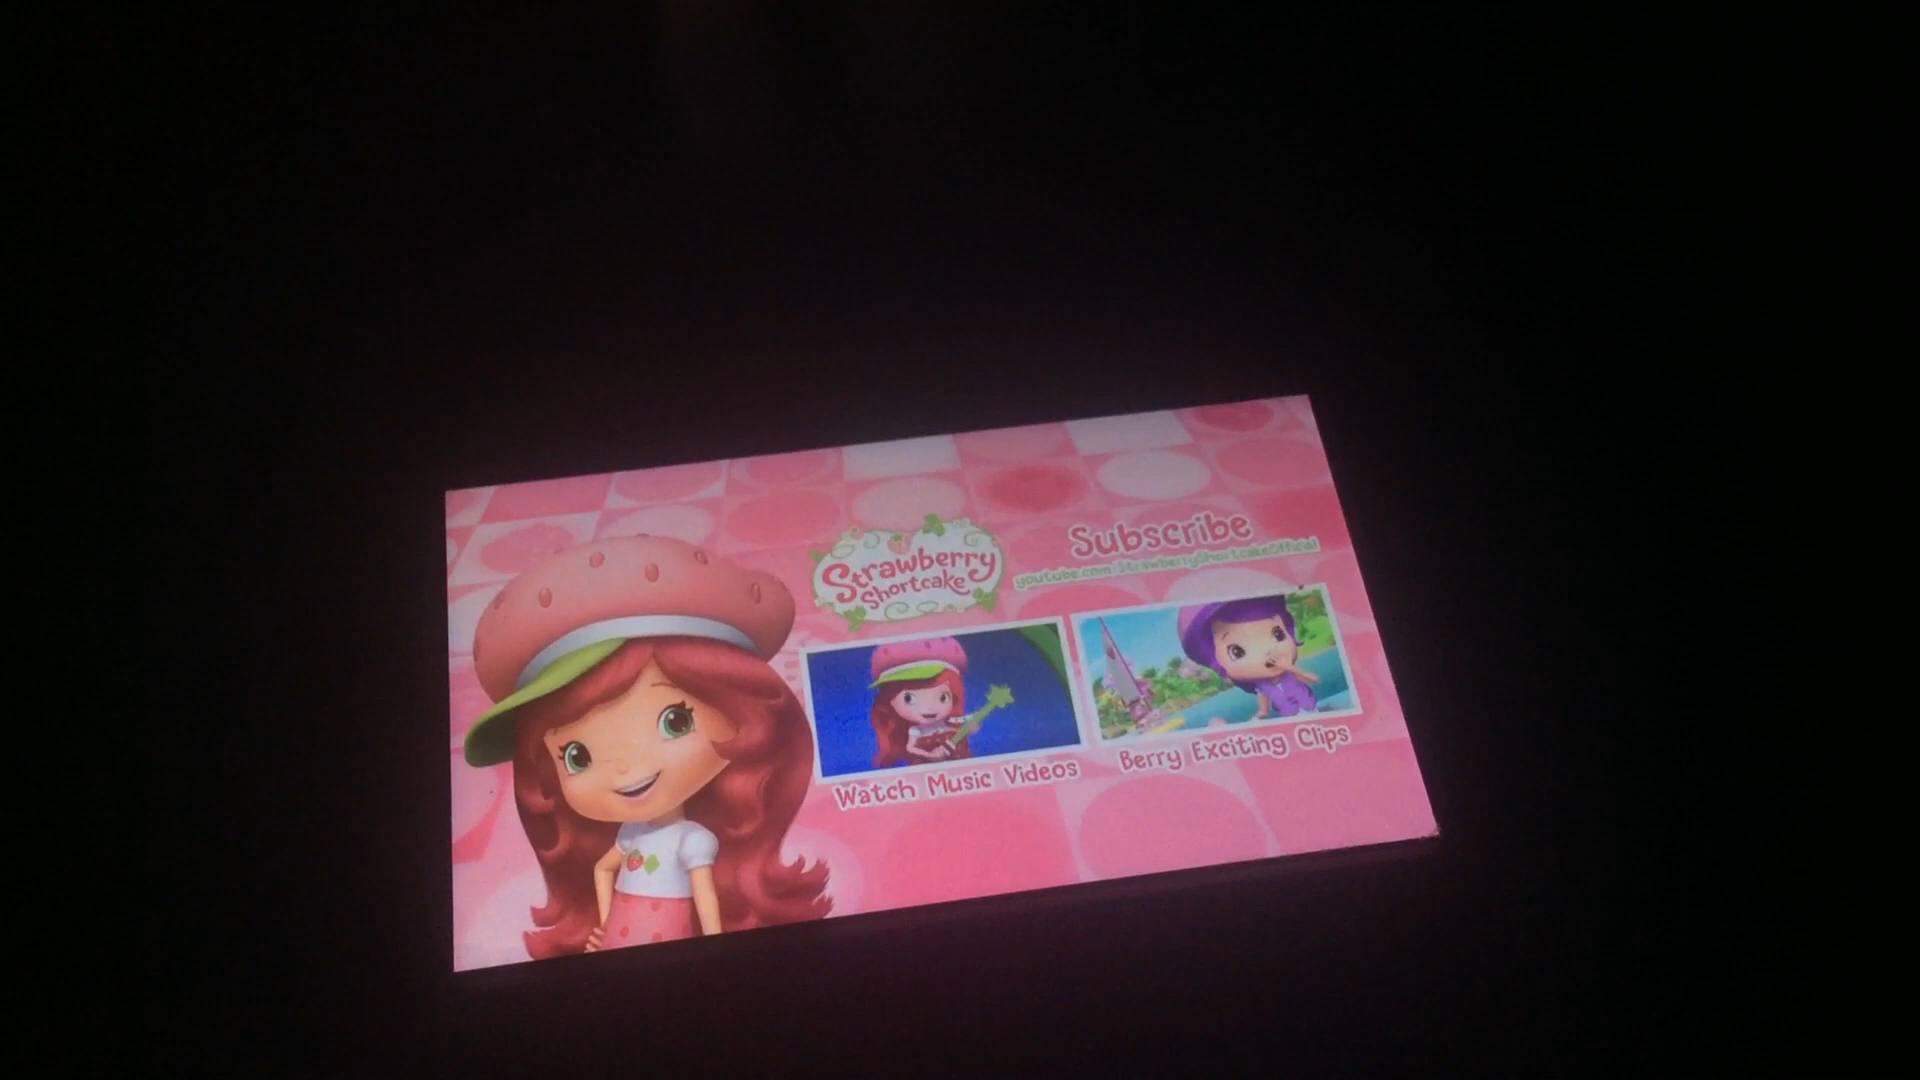 Strawberry
Shortcake
Subscribe
youtube.com/StrawberryShortcakeOfficial
Watch Music Videos
Berry Exciting Clips